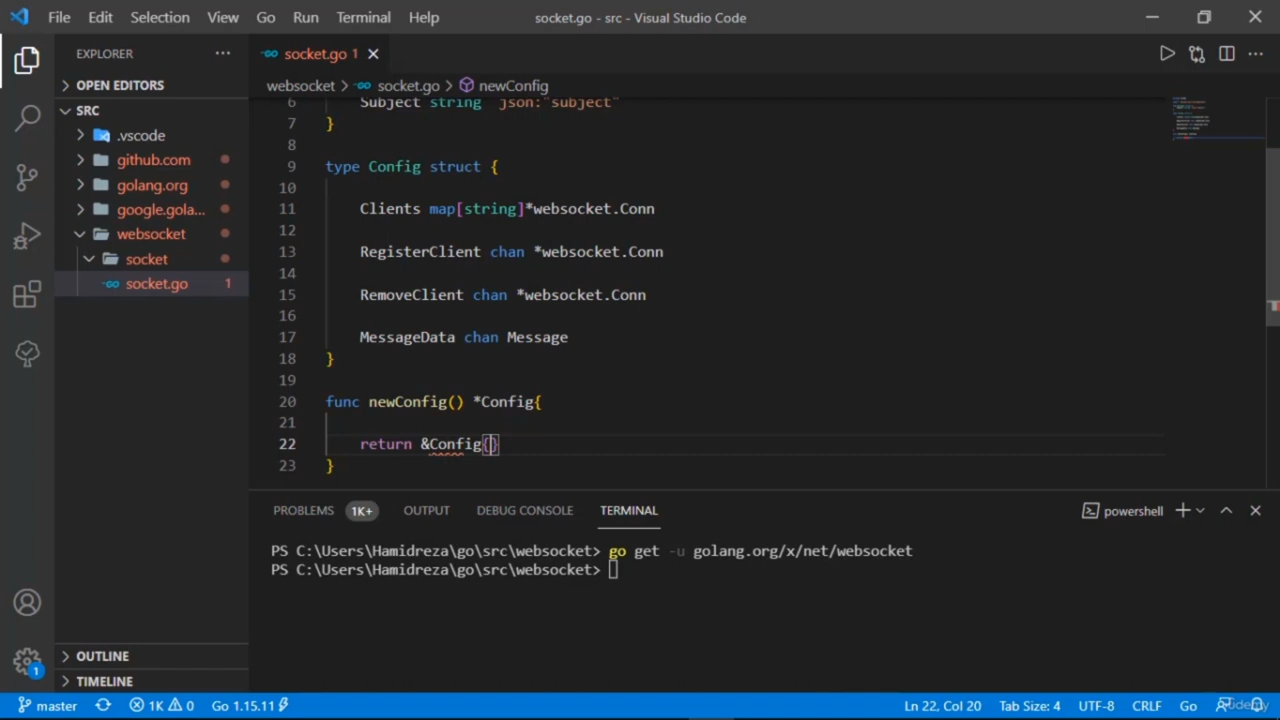 File Edit Selection View Go Run Terminal Help socket.go - src - Visual Studio Code
EXPLORER
socket.go 1
OPEN EDITORS
websocket > socket.go > newConfig
SRC
.vscode
github.com
golang.org
google.gola...
websocket
socket
socket.go 1
OUTLINE
TIMELINE
6 Subject string `json:"subject"`
7 }
8
9 type Config struct {
10
11 Clients map[string]*websocket.Conn
12
13 RegisterClient chan *websocket.Conn
14
15 RemoveClient chan *websocket.Conn
16
17 MessageData chan Message
18 }
19
20 func newConfig() *Config{
21
22 return &Config{}
23 }
PROBLEMS 1K+ OUTPUT DEBUG CONSOLE TERMINAL powershell
PS C:\Users\Hamidreza\go\src\websocket> go get -u golang.org/x/net/websocket
PS C:\Users\Hamidreza\go\src\websocket>
1
master 1K 0 Go 1.15.11 Ln 22, Col 20 Tab Size: 4 UTF-8 CRLF Go